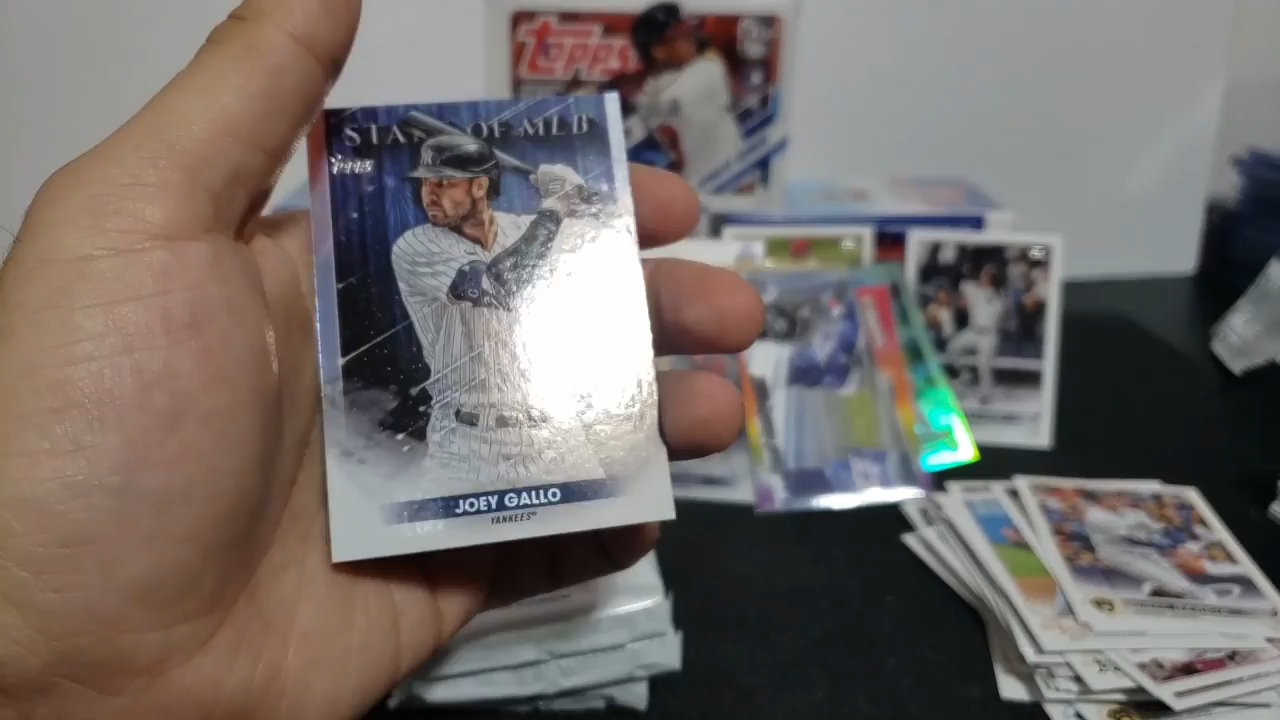 Topps
STARS OF MLB
Topps
JOEY GALLO
YANKEES